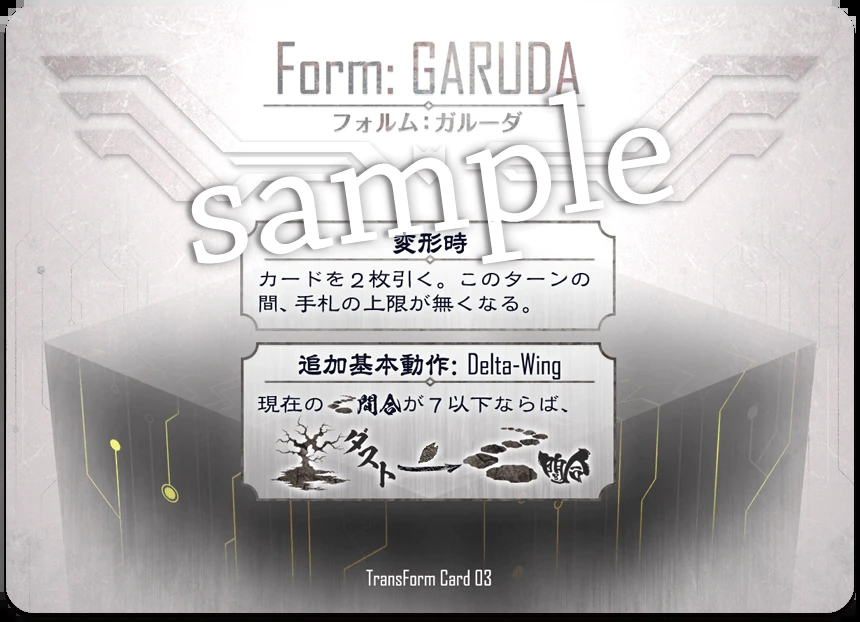 Form: GARUDA
フォルム：ガルーダ
sample
変形時
カードを２枚引く。このターンの
間、手札の上限が無くなる。
追加基本動作: Delta-Wing
現在の間合が７以下ならば、
ダスト 間合
TransForm Card 03